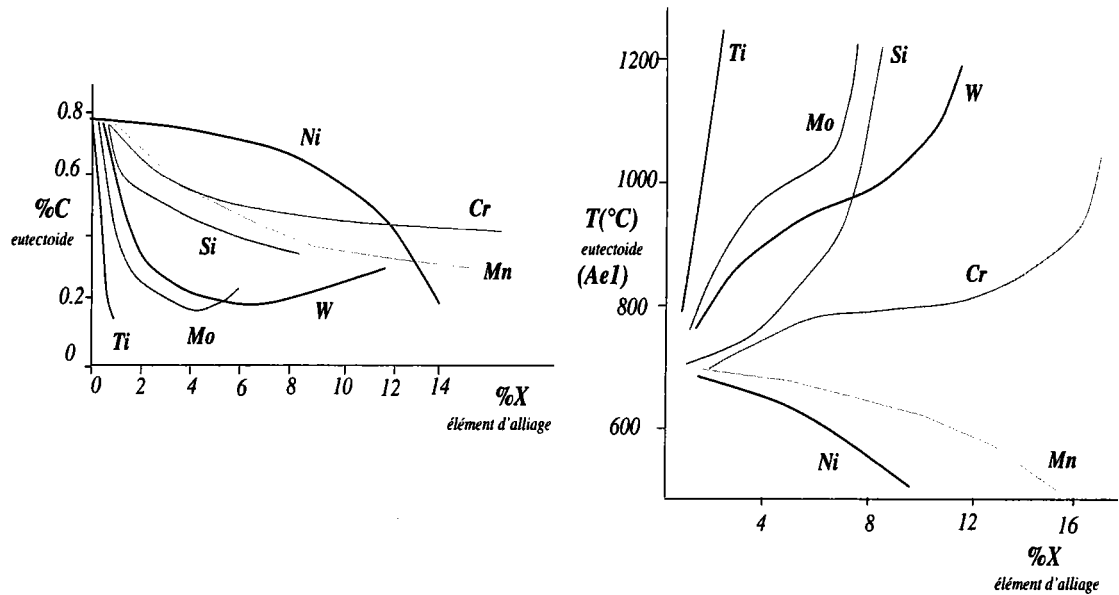 0.8
0.6
%C
eutectoide
0.2
0
0
2
4
6
8
10
12
14
%X
élément d'alliage
Ni
Cr
Si
Mn
W
Mo
Ti
1200
1000
T(°C)
eutectoide
(Ae1)
800
600
4
8
12
16
%X
élément d'alliage
Ti
Si
Mo
W
Cr
Ni
Mn